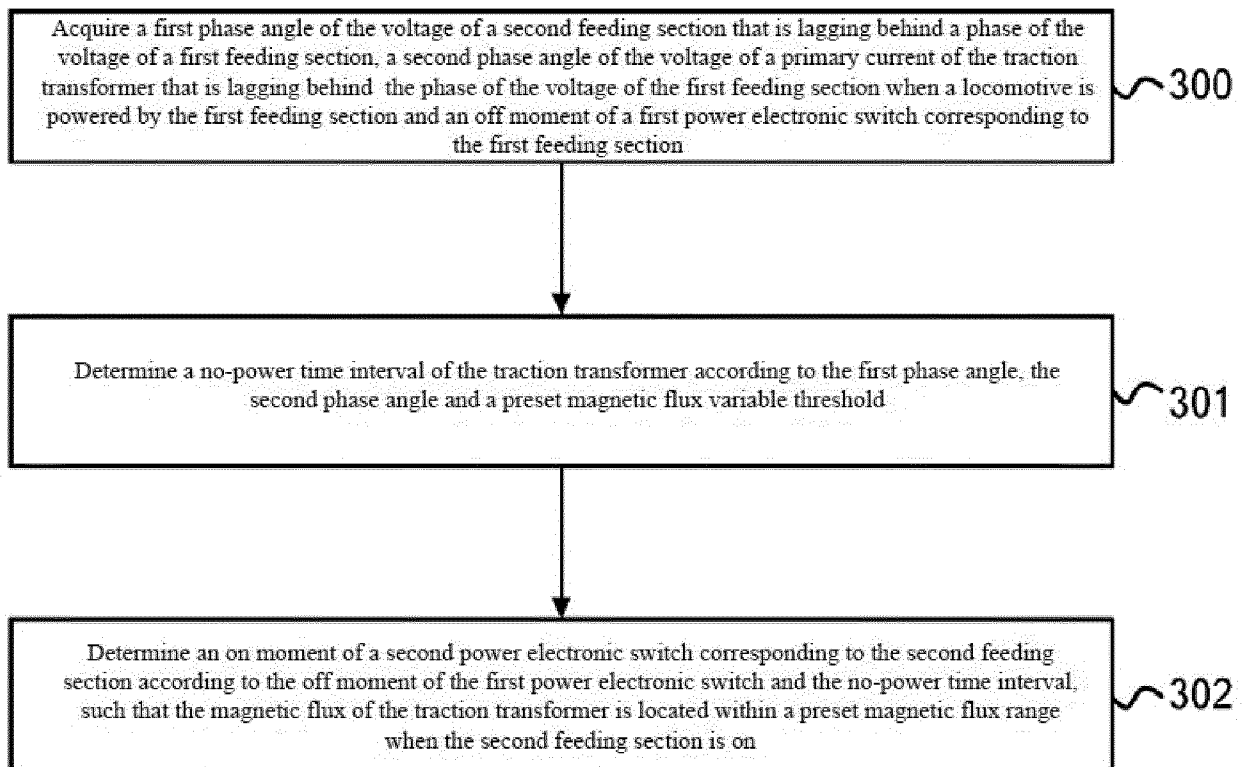 Acquire a first phase angle of the voltage of a second feeding section that is lagging behind a phase of the
voltage of a first feeding section, a second phase angle of the voltage of a primary current of the traction
transformer that is lagging behind the phase of the voltage of the first feeding section when a locomotive is
powered by the first feeding section and an off moment of a first power electronic switch corresponding to
the first feeding section
300
Determine a no-power time interval of the traction transformer according to the first phase angle, the
second phase angle and a preset magnetic flux variable threshold
301
Determine an on moment of a second power electronic switch corresponding to the second feeding
section according to the off moment of the first power electronic switch and the no-power time interval,
such that the magnetic flux of the traction transformer is located within a preset magnetic flux range
when the second feeding section is on
302